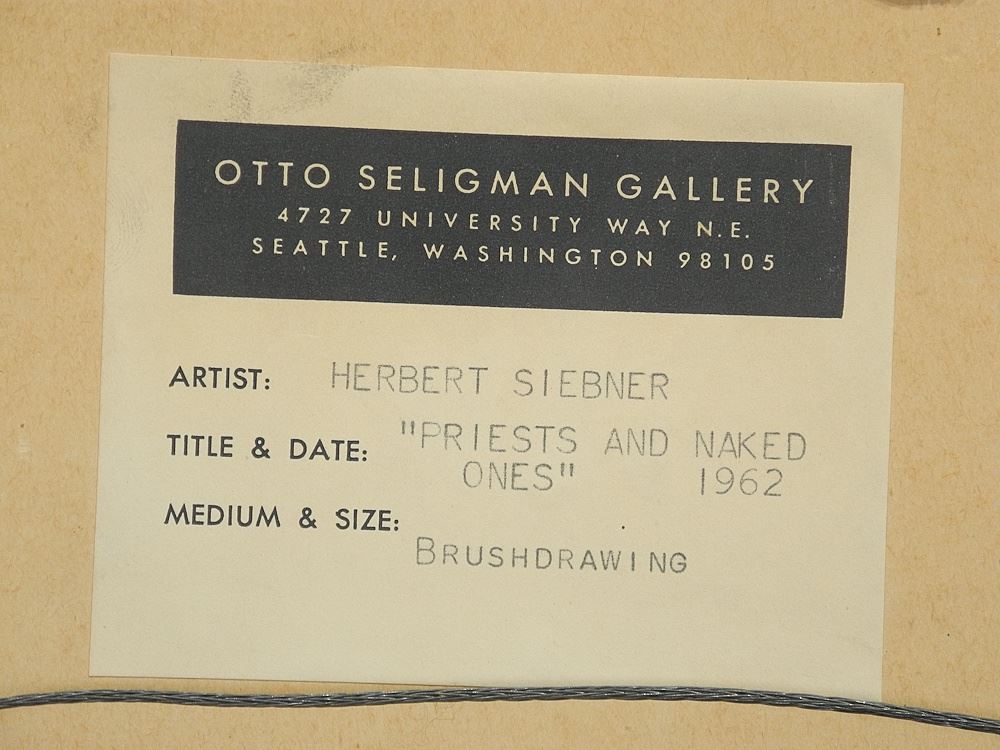 OTTO SELIGMAN GALLERY
4727 UNIVERSITY WAY N.E.
SEATTLE, WASHINGTON 98105
ARTIST: HERBERT SIEBNER
TITLE & DATE: "PRIESTS AND NAKED
ONES" 1962
MEDIUM & SIZE:
BRUSHDRAWING